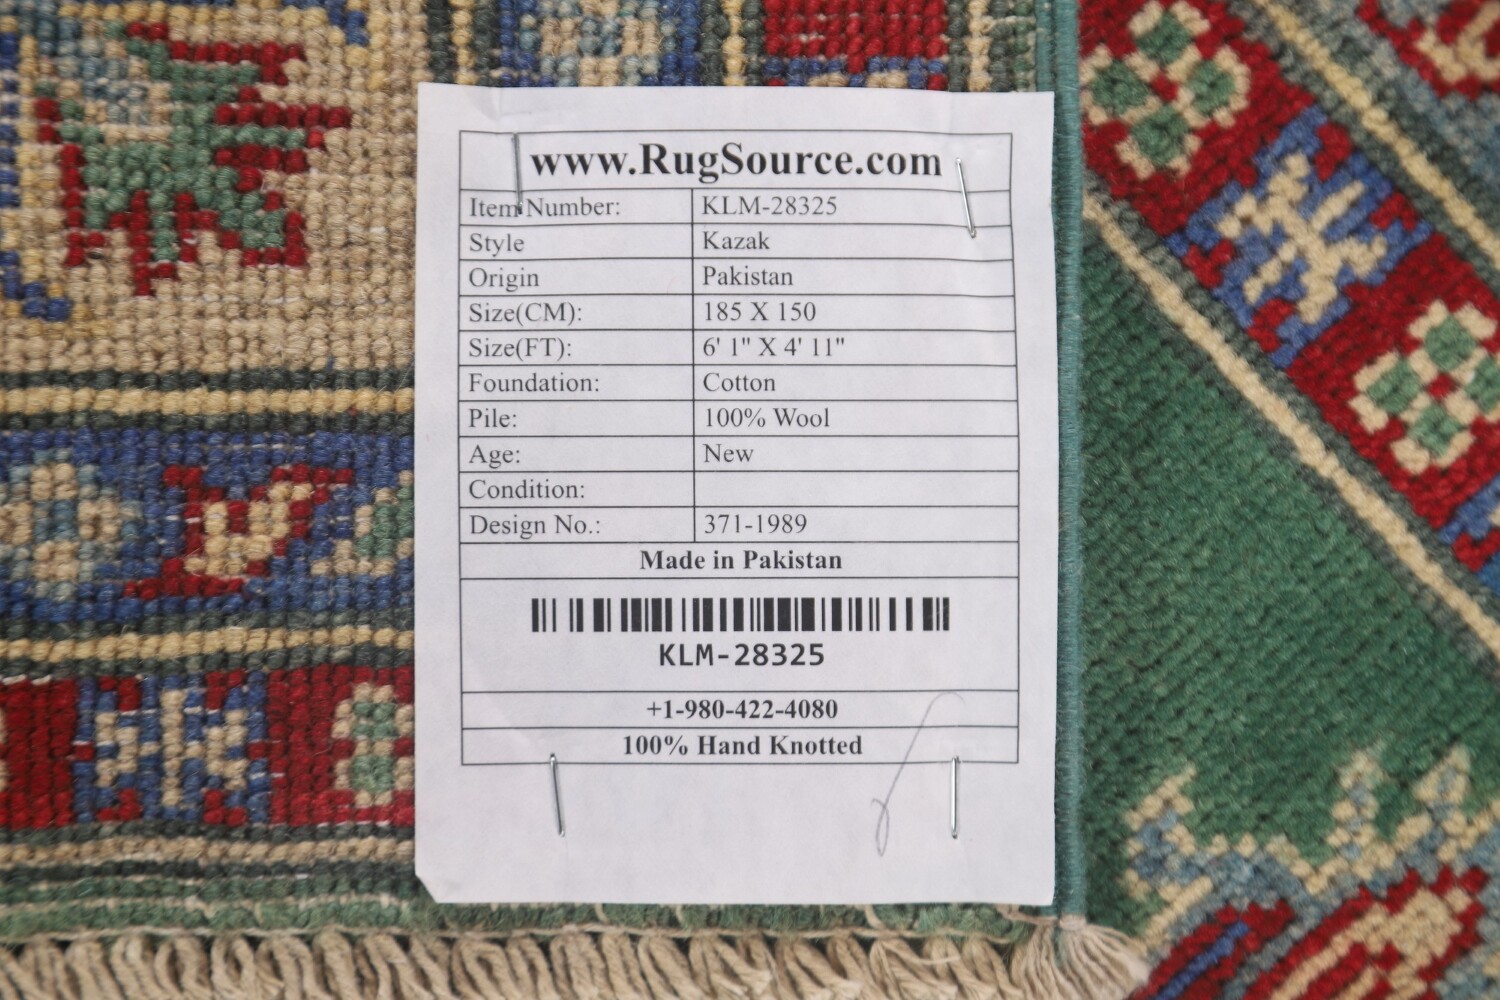 www.RugSource.com
Item Number: KLM-28325
Style Kazak
Origin Pakistan
Size(CM): 185 X 150
Size(FT): 6' 1" X 4' 11"
Foundation: Cotton
Pile: 100% Wool
Age: New
Condition:
Design No.: 371-1989
Made in Pakistan
KLM-28325
+1-980-422-4080
100% Hand Knotted